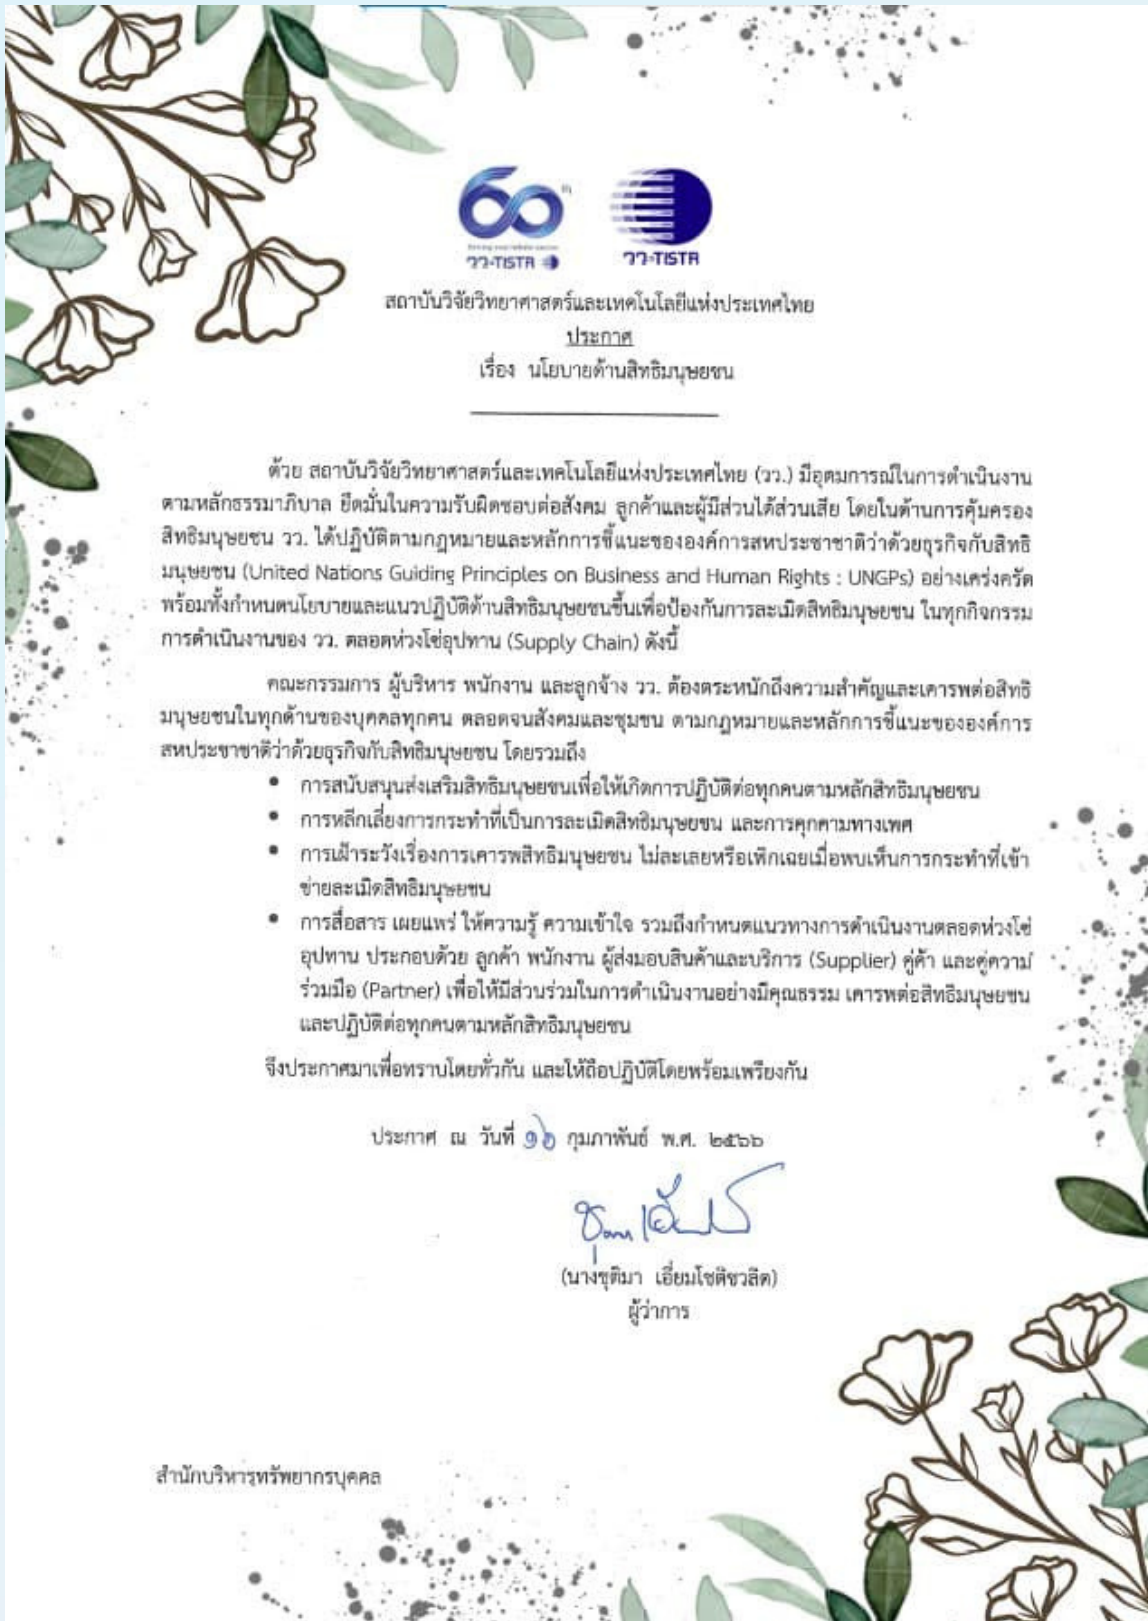 60 th
วว-TISTR
วว-TISTR
สถาบันวิจัยวิทยาศาสตร์และเทคโนโลยีแห่งประเทศไทย
ประกาศ
เรื่อง นโยบายด้านสิทธิมนุษยชน
ด้วย สถาบันวิจัยวิทยาศาสตร์และเทคโนโลยีแห่งประเทศไทย (วว.) มีอุดมการณ์ในการดำเนินงาน
ตามหลักธรรมาภิบาล ยึดมั่นในความรับผิดชอบต่อสังคม ลูกค้าและผู้มีส่วนได้ส่วนเสีย โดยในด้านการคุ้มครอง
สิทธิมนุษยชน วว. ได้ปฏิบัติตามกฎหมายและหลักการชี้แนะขององค์การสหประชาชาติว่าด้วยธุรกิจกับสิทธิ
มนุษยชน (United Nations Guiding Principles on Business and Human Rights : UNGPs) อย่างเคร่งครัด
พร้อมทั้งกำหนดนโยบายและแนวปฏิบัติด้านสิทธิมนุษยชนขึ้นเพื่อป้องกันการละเมิดสิทธิมนุษยชน ในทุกกิจกรรม
การดำเนินงานของ วว. ตลอดห่วงโซ่อุปทาน (Supply Chain) ดังนี้
คณะกรรมการ ผู้บริหาร พนักงาน และลูกจ้าง วว. ต้องตระหนักถึงความสำคัญและเคารพต่อสิทธิ
มนุษยชนในทุกด้านของบุคคลทุกคน ตลอดจนสังคมและชุมชน ตามกฎหมายและหลักการชี้แนะขององค์การ
สหประชาชาติว่าด้วยธุรกิจกับสิทธิมนุษยชน โดยรวมถึง
• การสนับสนุนส่งเสริมสิทธิมนุษยชนเพื่อให้เกิดการปฏิบัติต่อทุกคนตามหลักสิทธิมนุษยชน
• การหลีกเลี่ยงการกระทำที่เป็นการละเมิดสิทธิมนุษยชน และการคุกคามทางเพศ
• การเฝ้าระวังเรื่องการเคารพสิทธิมนุษยชน ไม่ละเลยหรือเพิกเฉยเมื่อพบเห็นการกระทำที่เข้า
ข่ายละเมิดสิทธิมนุษยชน
• การสื่อสาร เผยแพร่ ให้ความรู้ ความเข้าใจ รวมถึงกำหนดแนวทางการดำเนินงานตลอดห่วงโซ่
อุปทาน ประกอบด้วย ลูกค้า พนักงาน ผู้ส่งมอบสินค้าและบริการ (Supplier) คู่ค้า และคู่ความ
ร่วมมือ (Partner) เพื่อให้มีส่วนร่วมในการดำเนินงานอย่างมีคุณธรรม เคารพต่อสิทธิมนุษยชน
และปฏิบัติต่อทุกคนตามหลักสิทธิมนุษยชน
จึงประกาศมาเพื่อทราบโดยทั่วกัน และให้ถือปฏิบัติโดยพร้อมเพรียงกัน
ประกาศ ณ วันที่ ๑๖ กุมภาพันธ์ พ.ศ. ๒๕๖๖
(นางชุติมา เอี่ยมโชติชวลิต)
ผู้ว่าการ
สำนักบริหารทรัพยากรบุคคล